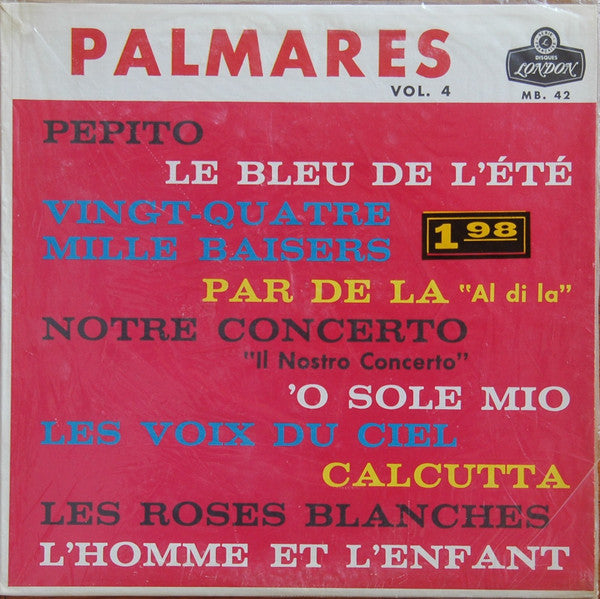 PALMARES
VOL. 4
DISQUES
LONDON
MB. 42
PEPITO
LE BLEU DE L'ÉTÉ
VINGT-QUATRE
MILLE BAISERS
1 98
PAR DE LA "Al di la"
NOTRE CONCERTO
"Il Nostro Concerto"
'O SOLE MIO
LES VOIX DU CIEL
CALCUTTA
LES ROSES BLANCHES
L'HOMME ET L'ENFANT